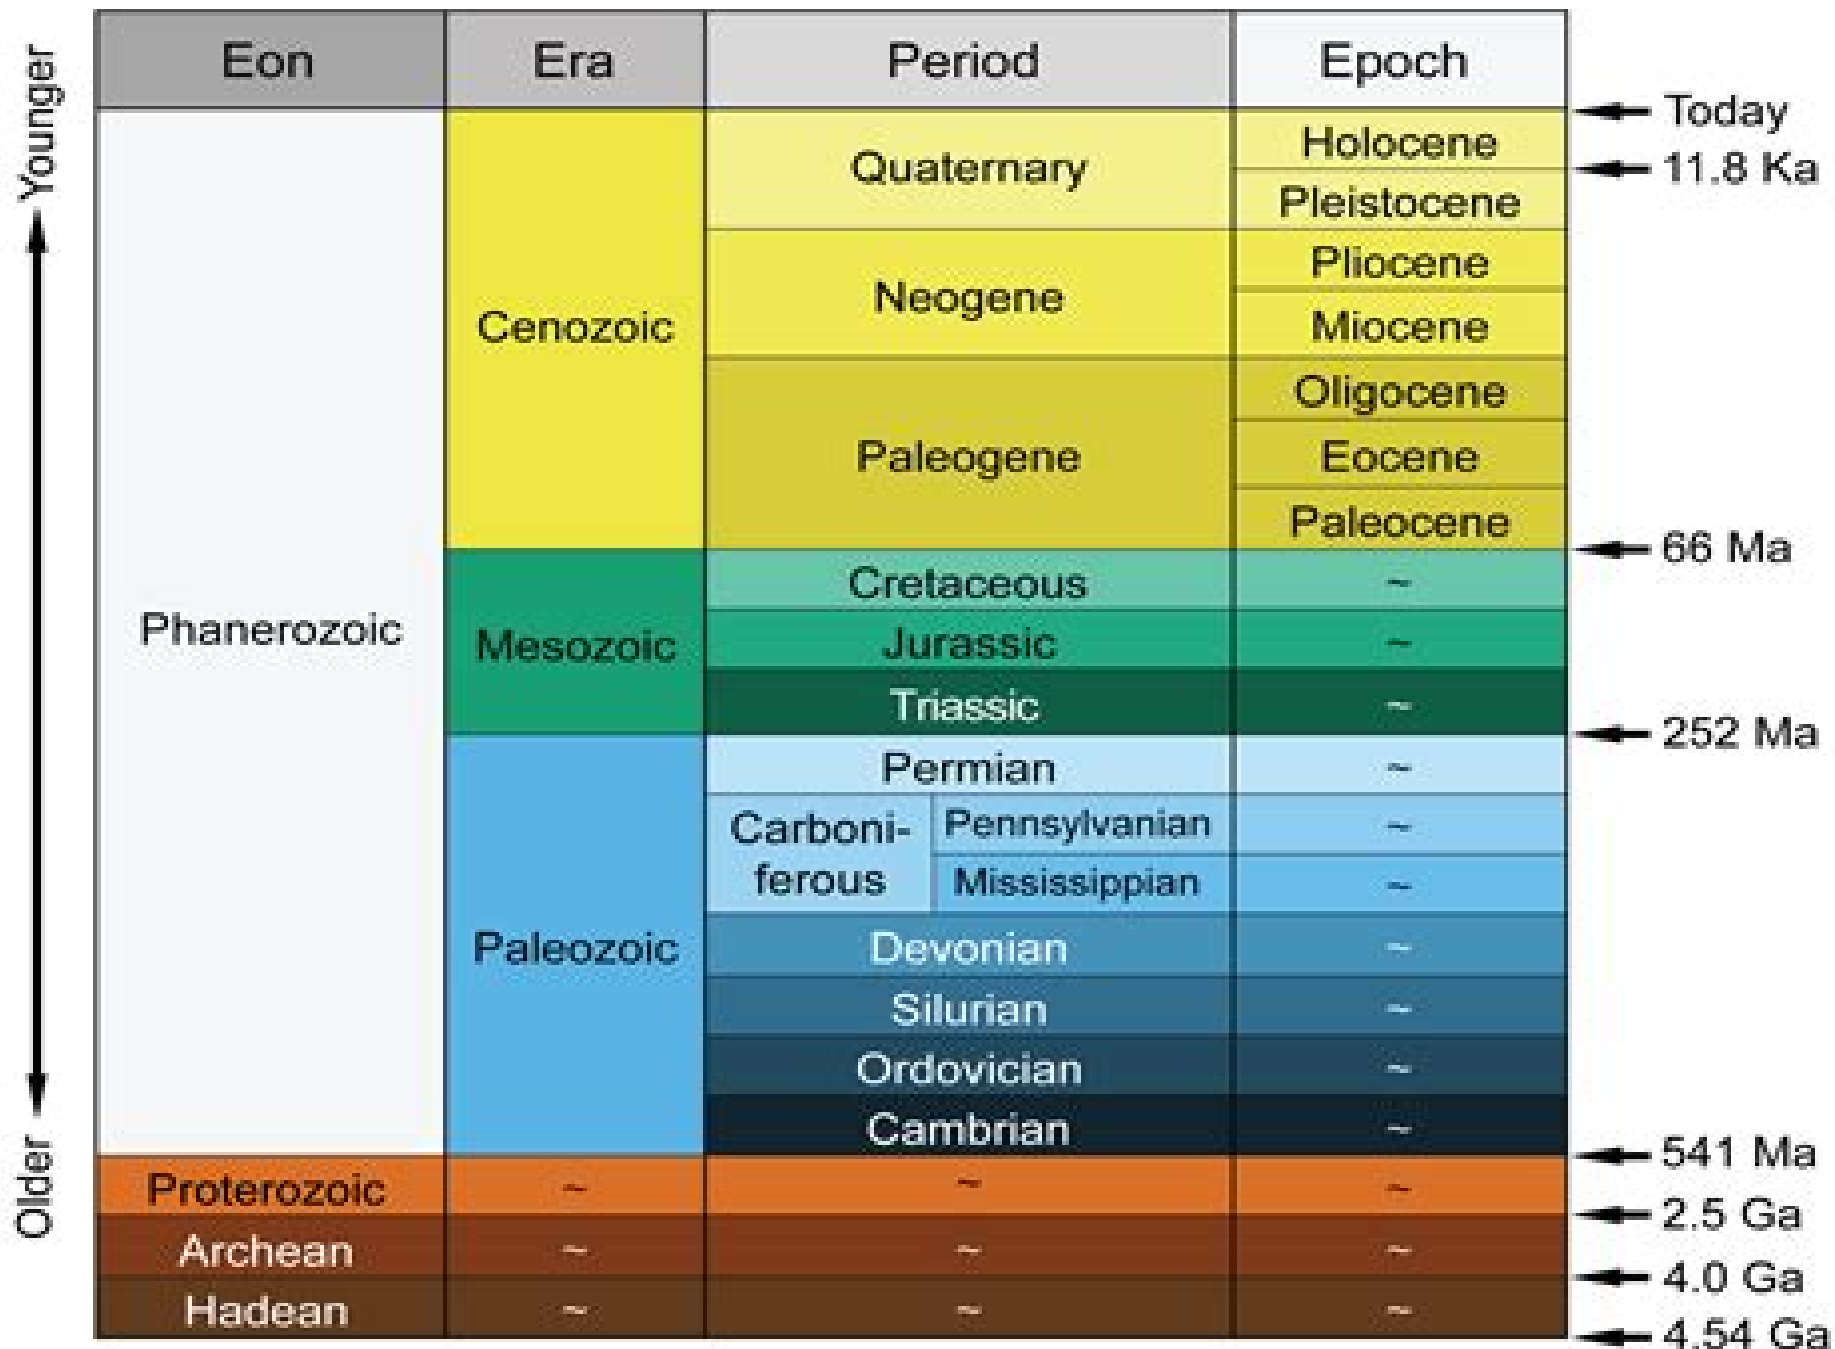 Eon Era Period Epoch
Younger
Today
Holocene
Quaternary
11.8 Ka
Pleistocene
Pliocene
Neogene
Cenozoic
Miocene
Oligocene
Paleogene
Eocene
Paleocene
66 Ma
Cretaceous ~
Phanerozoic
Mesozoic
Jurassic ~
Triassic ~
252 Ma
Permian ~
Carboni-
ferous
Pennsylvanian ~
Mississippian ~
Paleozoic
Devonian ~
Silurian ~
Ordovician ~
Cambrian ~
541 Ma
Older
Proterozoic ~ ~ ~
2.5 Ga
Archean ~ ~ ~
4.0 Ga
Hadean ~ ~ ~
4.54 Ga